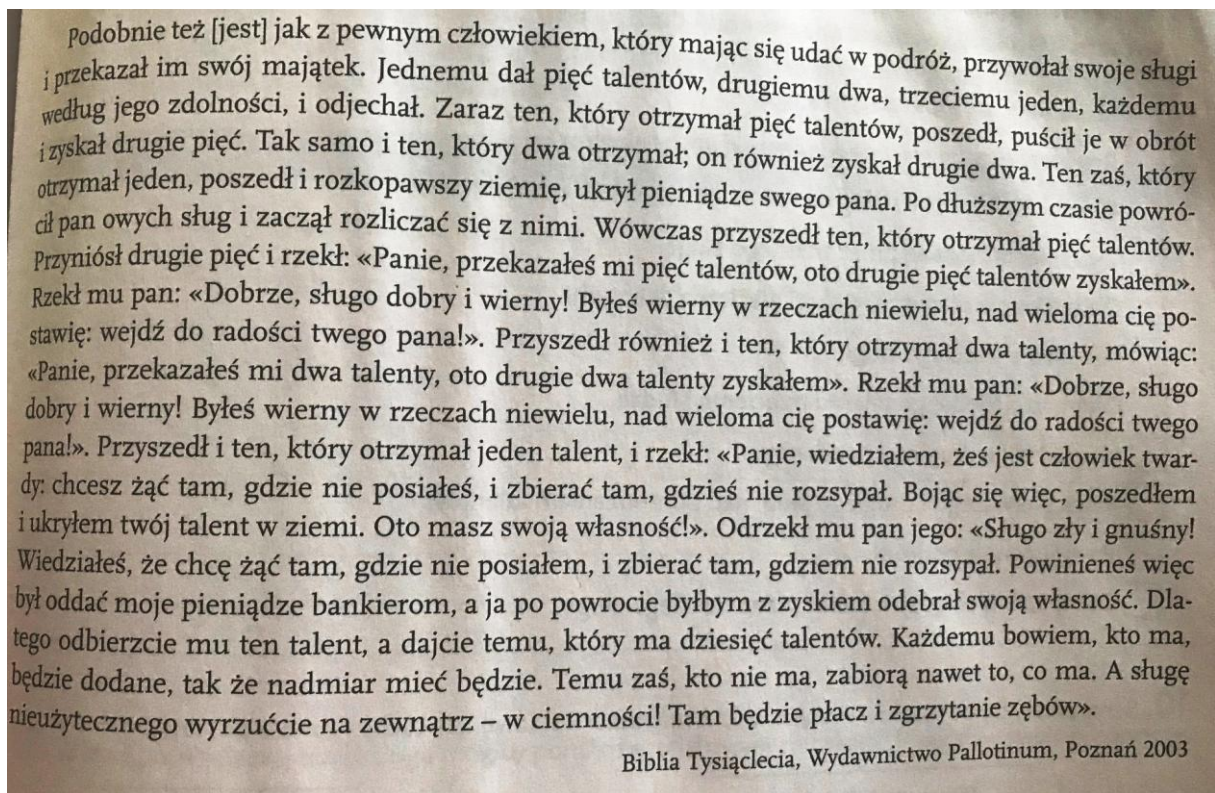 Podobnie też [jest] jak z pewnym człowiekiem, który mając się udać w podróż, przywołał swoje sługi
i przekazał im swój majątek. Jednemu dał pięć talentów, drugiemu dwa, trzeciemu jeden, każdemu
według jego zdolności, i odjechał. Zaraz ten, który otrzymał pięć talentów, poszedł, puścił je w obrót
i zyskał drugie pięć. Tak samo i ten, który dwa otrzymał; on również zyskał drugie dwa. Ten zaś, który
otrzymał jeden, poszedł i rozkopawszy ziemię, ukrył pieniądze swego pana. Po dłuższym czasie powró-
cił pan owych sług i zaczął rozliczać się z nimi. Wówczas przyszedł ten, który otrzymał pięć talentów.
Przyniósł drugie pięć i rzekł: «Panie, przekazałeś mi pięć talentów, oto drugie pięć talentów zyskałem».
Rzekł mu pan: «Dobrze, sługo dobry i wierny! Byłeś wierny w rzeczach niewielu, nad wieloma cię po-
stawię: wejdź do radości twego pana!». Przyszedł również i ten, który otrzymał dwa talenty, mówiąc:
«Panie, przekazałeś mi dwa talenty, oto drugie dwa talenty zyskałem». Rzekł mu pan: «Dobrze, sługo
dobry i wierny! Byłeś wierny w rzeczach niewielu, nad wieloma cię postawię: wejdź do radości twego
pana!». Przyszedł i ten, który otrzymał jeden talent, i rzekł: «Panie, wiedziałem, żeś jest człowiek twar-
dy: chcesz żąć tam, gdzie nie posiałeś, i zbierać tam, gdzieś nie rozsypał. Bojąc się więc, poszedłem
i ukryłem twój talent w ziemi. Oto masz swoją własność!». Odrzekł mu pan jego: «Sługo zły i gnuśny!
Wiedziałeś, że chcę żąć tam, gdzie nie posiałem, i zbierać tam, gdziem nie rozsypał. Powinieneś więc
był oddać moje pieniądze bankierom, a ja po powrocie byłbym z zyskiem odebrał swoją własność. Dla-
tego odbierzcie mu ten talent, a dajcie temu, który ma dziesięć talentów. Każdemu bowiem, kto ma,
będzie dodane, tak że nadmiar mieć będzie. Temu zaś, kto nie ma, zabiorą nawet to, co ma. A sługę
nieużytecznego wyrzućcie na zewnątrz – w ciemności! Tam będzie płacz i zgrzytanie zębów».
Biblia Tysiąclecia, Wydawnictwo Pallotinum, Poznań 2003